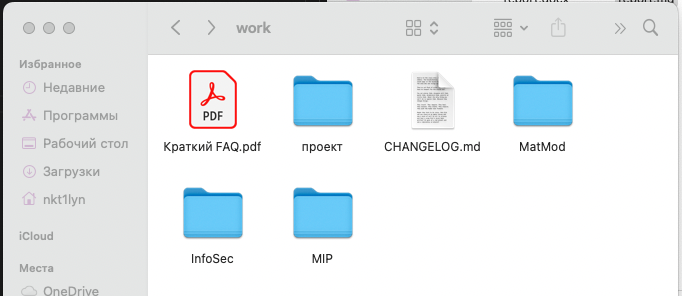 work
Избранное
Недавние
Программы
Рабочий стол
Загрузки
nkt1lyn
iCloud
Места
OneDrive
PDF
Краткий FAQ.pdf
проект
CHANGELOG.md
MatMod
InfoSec
MIP